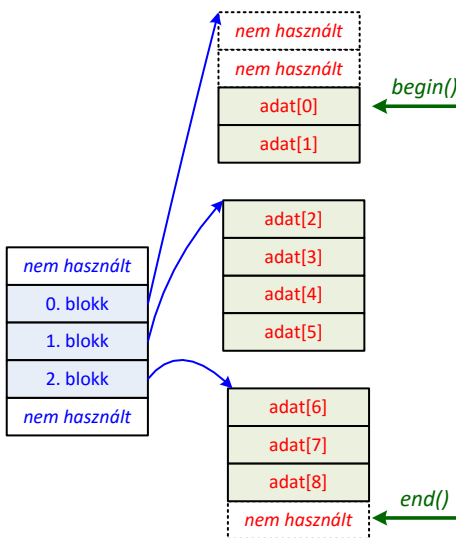 nem használt
nem használt
adat[0]
begin()
adat[1]
adat[2]
adat[3]
adat[4]
adat[5]
nem használt
0. blokk
1. blokk
2. blokk
nem használt
adat[6]
adat[7]
adat[8]
nem használt
end()